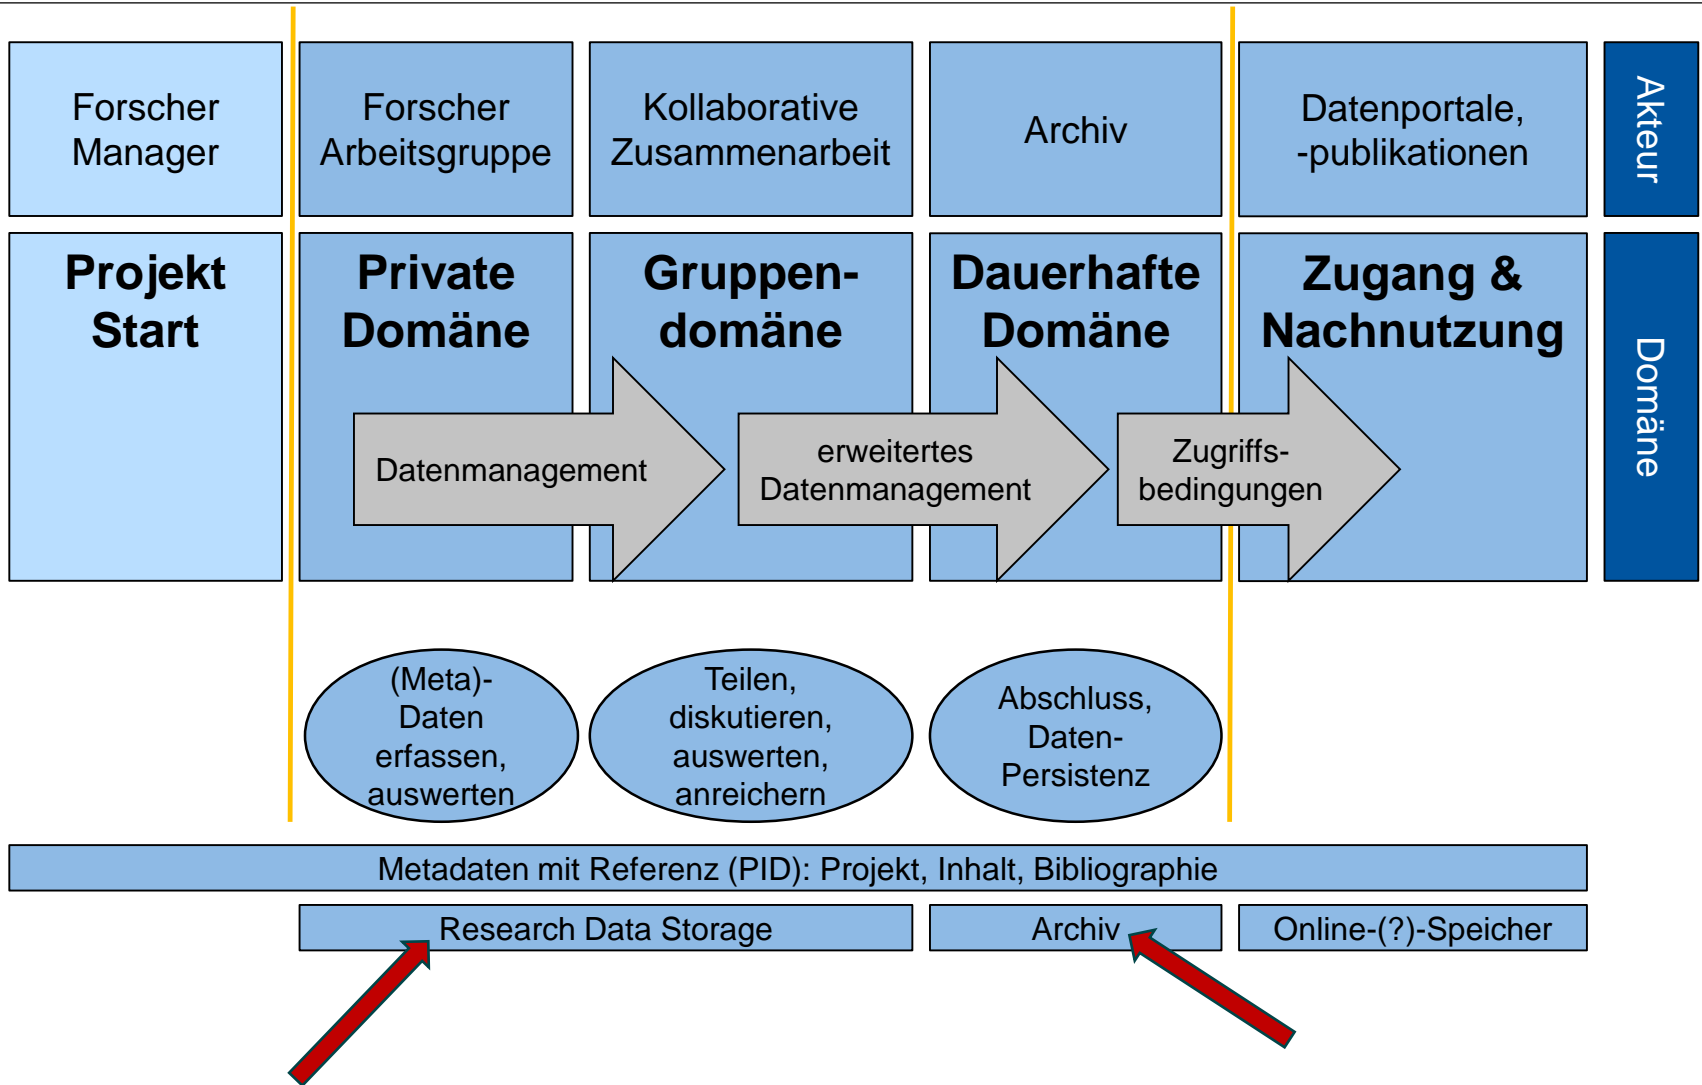 Forscher
Manager
Forscher
Arbeitsgruppe
Kollaborative
Zusammenarbeit
Archiv
Datenportale,
-publikationen
Akteur
Projekt
Start
Private
Domäne
Gruppen-
domäne
Dauerhafte
Domäne
Zugang &
Nachnutzung
Domäne
Datenmanagement
erweitertes
Datenmanagement
Zugriffs-
bedingungen
(Meta)-
Daten
erfassen,
auswerten
Teilen,
diskutieren,
auswerten,
anreichern
Abschluss,
Daten-
Persistenz
Metadaten mit Referenz (PID): Projekt, Inhalt, Bibliographie
Research Data Storage
Archiv
Online-(?)-Speicher